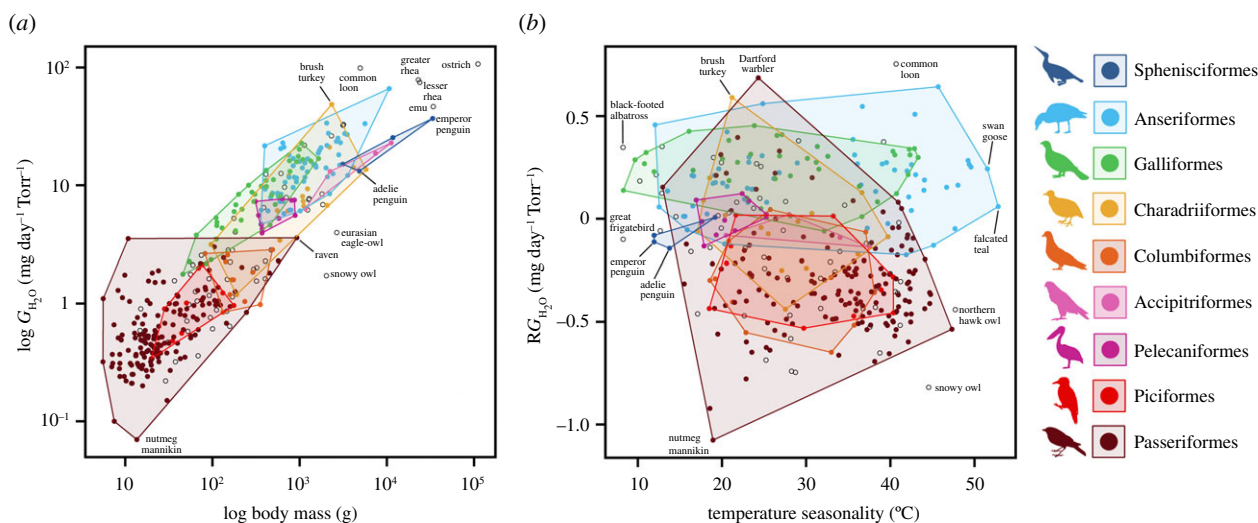 (a)
(b)
10²
10
1
10⁻¹
log G_H₂O (mg day⁻¹ Torr⁻¹)
10
10²
10³
10⁴
10⁵
log body mass (g)
brush
turkey
common
loon
greater
rhea
lesser
rhea
ostrich
emu
emperor
penguin
adelie
penguin
eurasian
eagle-owl
raven
snowy owl
nutmeg
mannikin
0.5
0
−0.5
−1.0
RG_H₂O (mg day⁻¹ Torr⁻¹)
10
20
30
40
50
temperature seasonality (ºC)
brush
turkey
Dartford
warbler
common
loon
black-footed
albatross
swan
goose
great
frigatebird
emperor
penguin
adelie
penguin
falcated
teal
northern
hawk owl
snowy owl
nutmeg
mannikin
Sphenisciformes
Anseriformes
Galliformes
Charadriiformes
Columbiformes
Accipitriformes
Pelecaniformes
Piciformes
Passeriformes